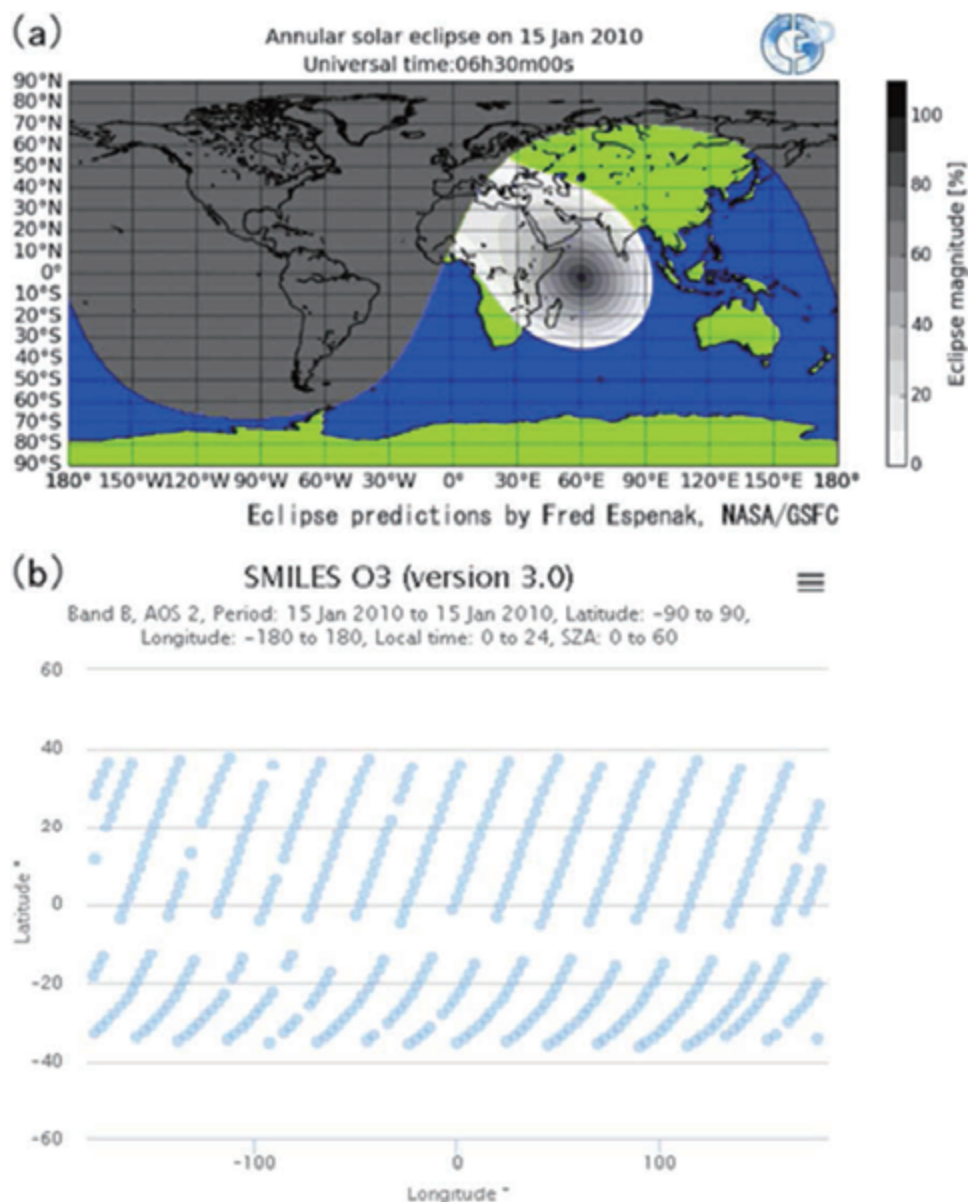 (a)
Annular solar eclipse on 15 Jan 2010
Universal time:06h30m00s
90°N
80°N
70°N
60°N
50°N
40°N
30°N
20°N
10°N
0°
10°S
20°S
30°S
40°S
50°S
60°S
70°S
80°S
90°S
180° 150°W120°W 90°W 60°W 30°W 0° 30°E 60°E 90°E 120°E 150°E 180°
100
80
60
40
20
0
Eclipse magnitude [%]
Eclipse predictions by Fred Espenak, NASA/GSFC
(b)
SMILES O3 (version 3.0)
Band B, AOS 2, Period: 15 Jan 2010 to 15 Jan 2010, Latitude: -90 to 90,
Longitude: -180 to 180, Local time: 0 to 24, SZA: 0 to 60
60
40
20
0
-20
-40
-60
Latitude °
-100 0 100
Longitude °